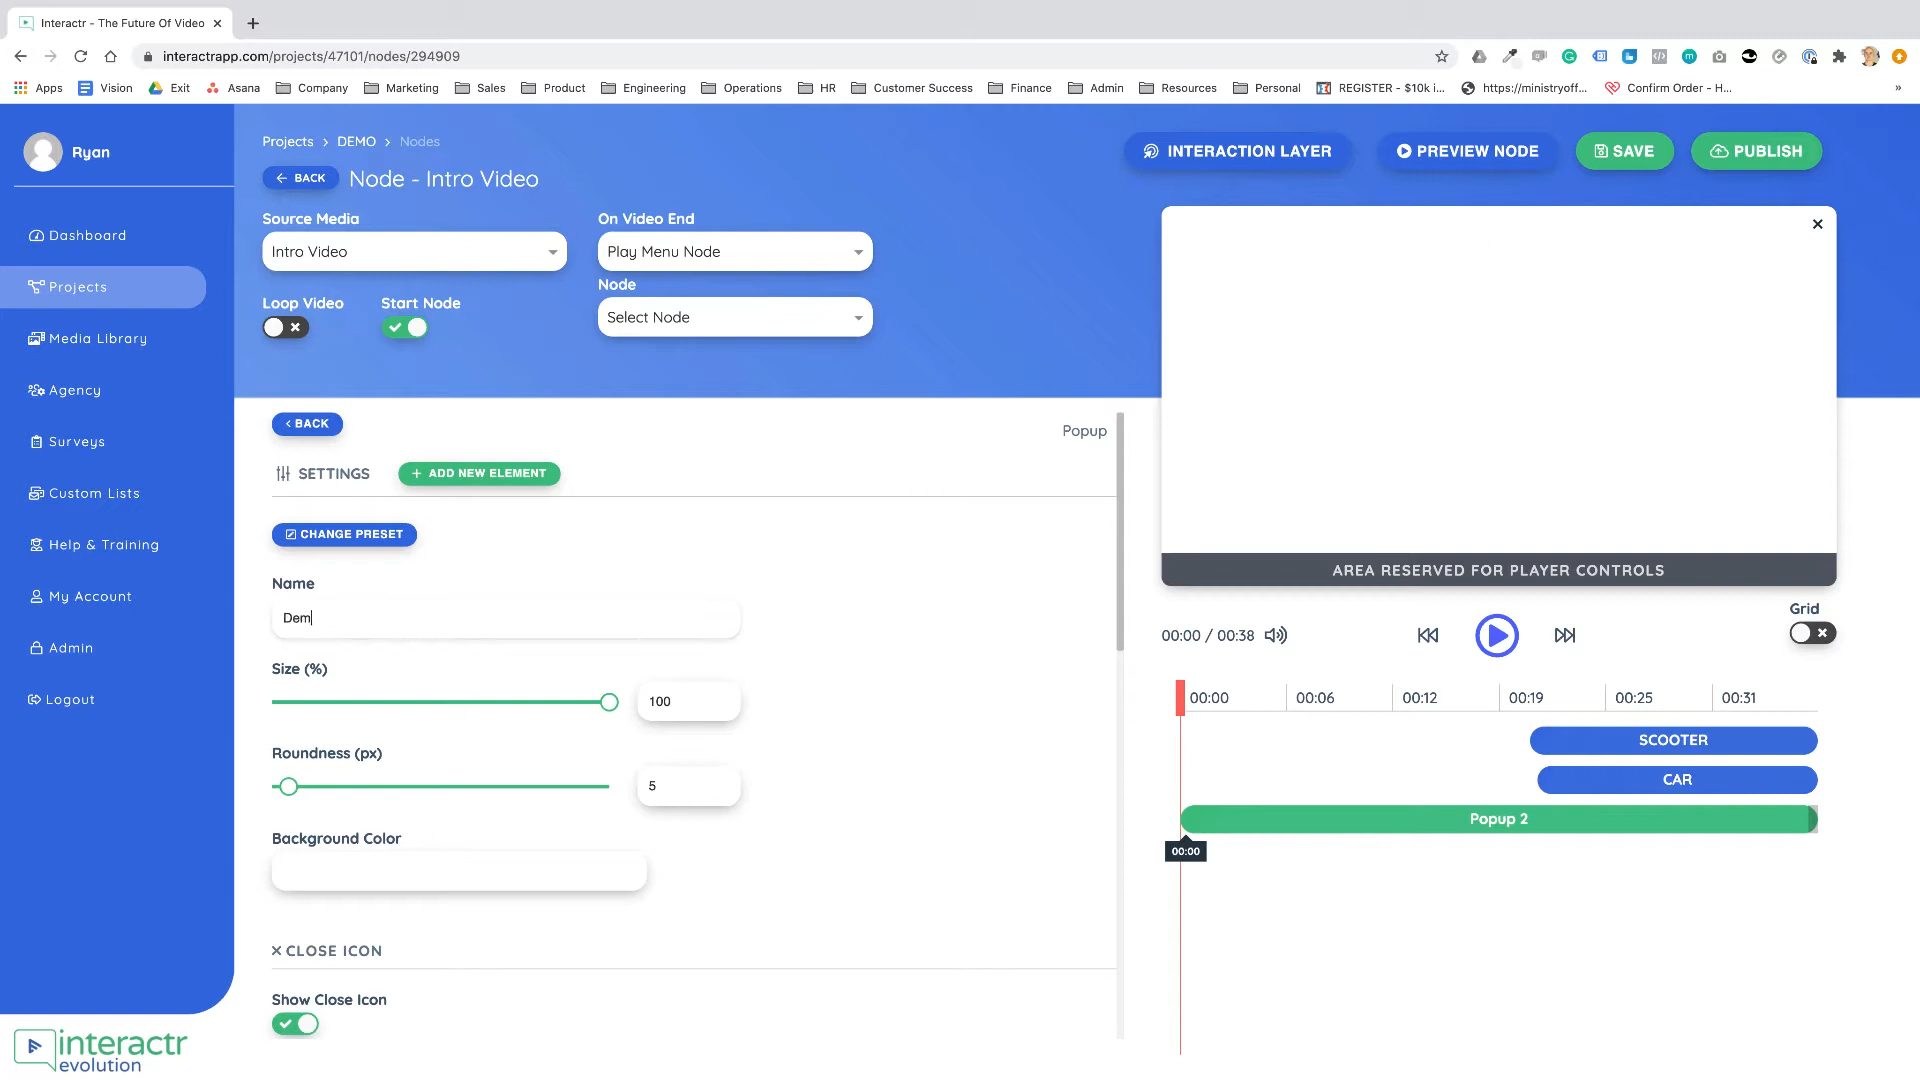 Interactr - The Future Of Video
interactrapp.com/projects/47101/nodes/294909
Apps Vision Exit Asana Company Marketing Sales Product Engineering Operations HR Customer Success Finance Admin Resources Personal REGISTER - $10k i... https://ministryoff... Confirm Order - H... »
Ryan
Dashboard
Projects
Media Library
Agency
Surveys
Custom Lists
Help & Training
My Account
Admin
Logout
interactr
evolution
Projects > DEMO > Nodes
BACK
Node - Intro Video
INTERACTION LAYER
PREVIEW NODE
SAVE
PUBLISH
Source Media
Intro Video
On Video End
Play Menu Node
Node
Select Node
Loop Video
Start Node
BACK
Popup
SETTINGS
+ ADD NEW ELEMENT
CHANGE PRESET
Name
Dem
Size (%)
100
Roundness (px)
5
Background Color
CLOSE ICON
Show Close Icon
AREA RESERVED FOR PLAYER CONTROLS
00:00 / 00:38
Grid
00:00 00:06 00:12 00:19 00:25 00:31
SCOOTER
CAR
Popup 2
00:00